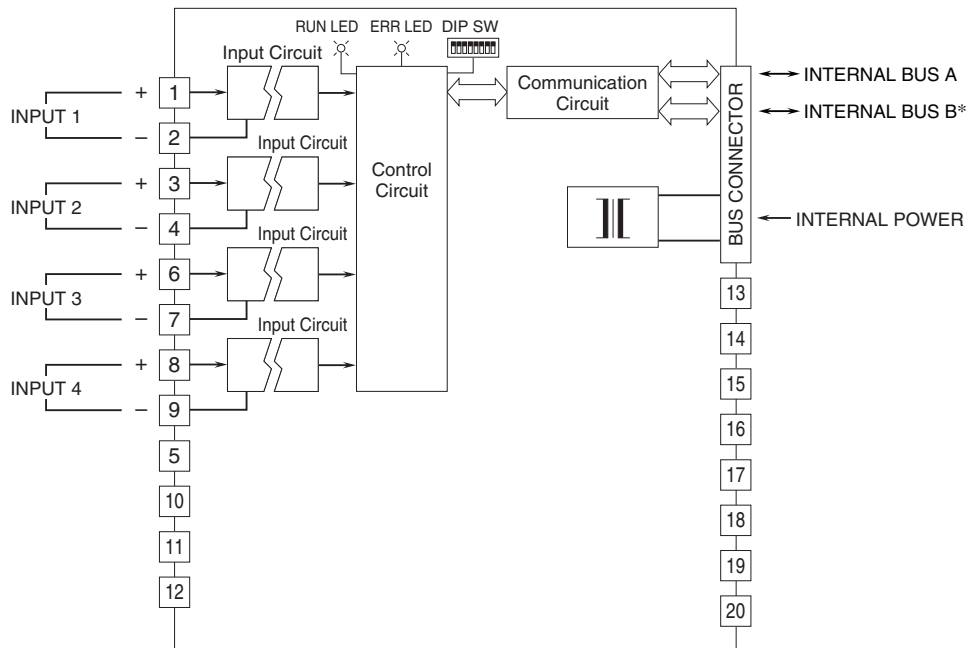 RUN LED ERR LED DIP SW
Input Circuit
INPUT 1
+ 1
− 2
Input Circuit
INPUT 2
+ 3
− 4
Input Circuit
INPUT 3
+ 6
− 7
Input Circuit
INPUT 4
+ 8
− 9
5
10
11
12
Control
Circuit
Communication
Circuit
BUS CONNECTOR
INTERNAL BUS A
INTERNAL BUS B*
INTERNAL POWER
13
14
15
16
17
18
19
20